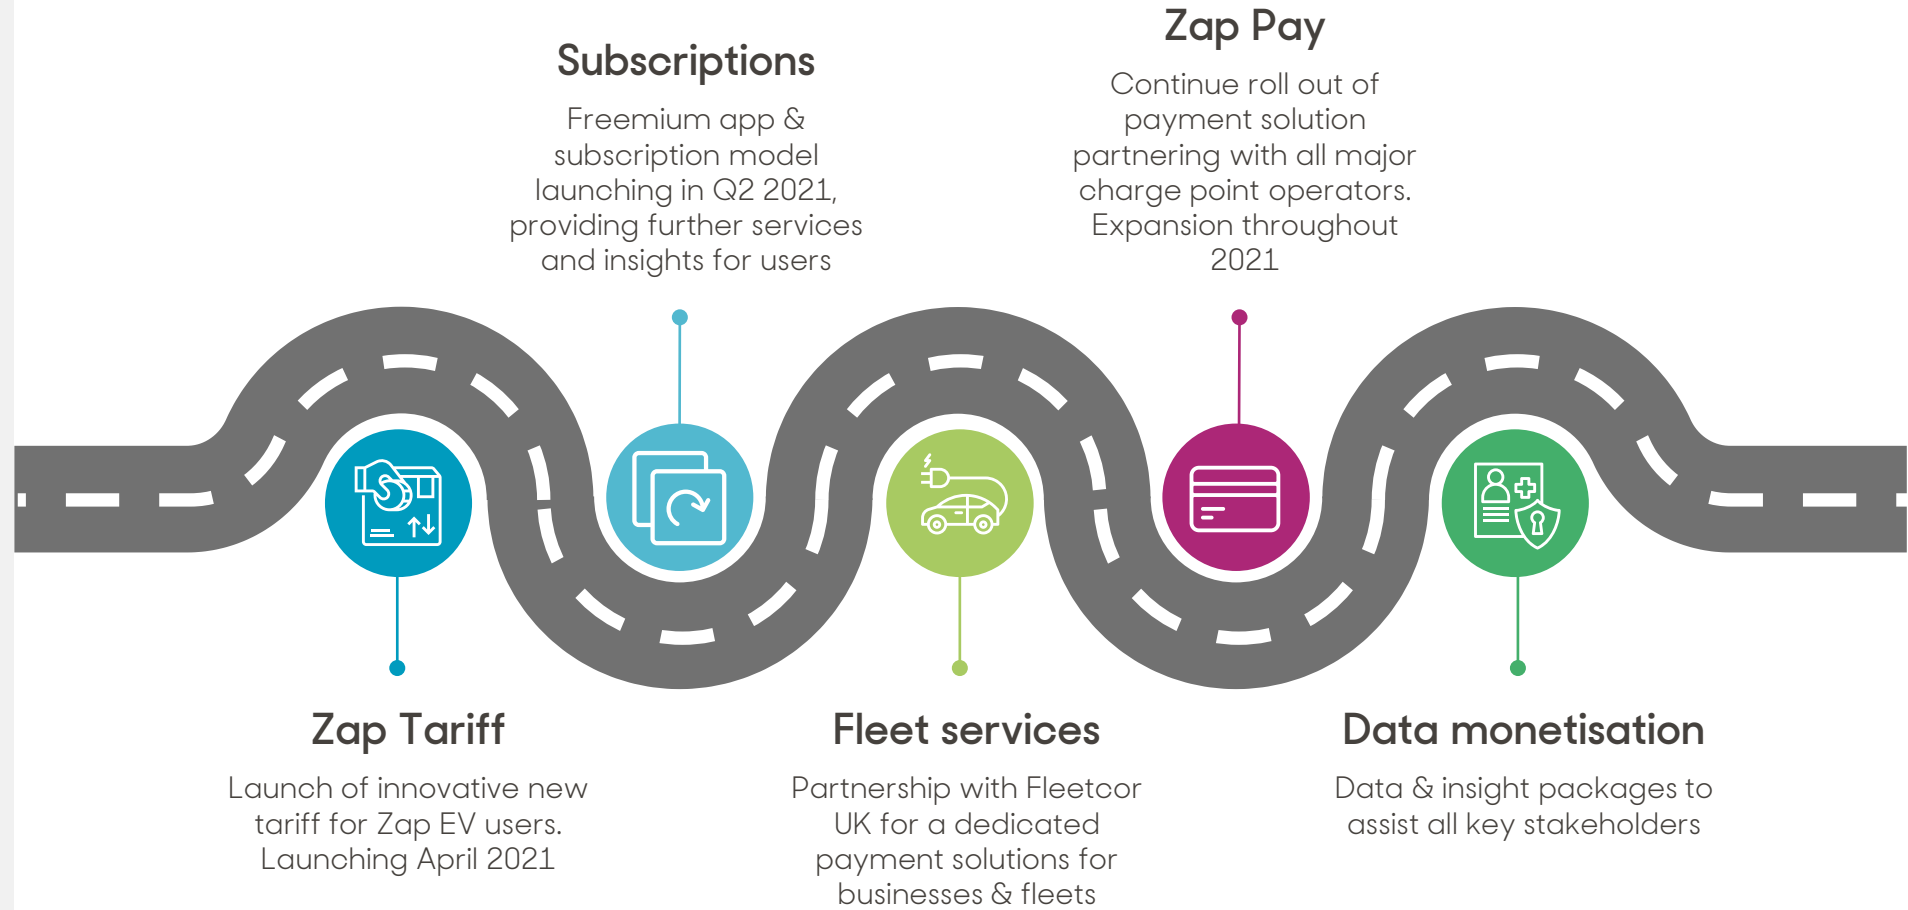 Zap Tariff
Launch of innovative new
tariff for Zap EV users.
Launching April 2021
Subscriptions
Freemium app &
subscription model
launching in Q2 2021,
providing further services
and insights for users
Fleet services
Partnership with Fleetcor
UK for a dedicated
payment solutions for
businesses & fleets
Zap Pay
Continue roll out of
payment solution
partnering with all major
charge point operators.
Expansion throughout
2021
Data monetisation
Data & insight packages to
assist all key stakeholders